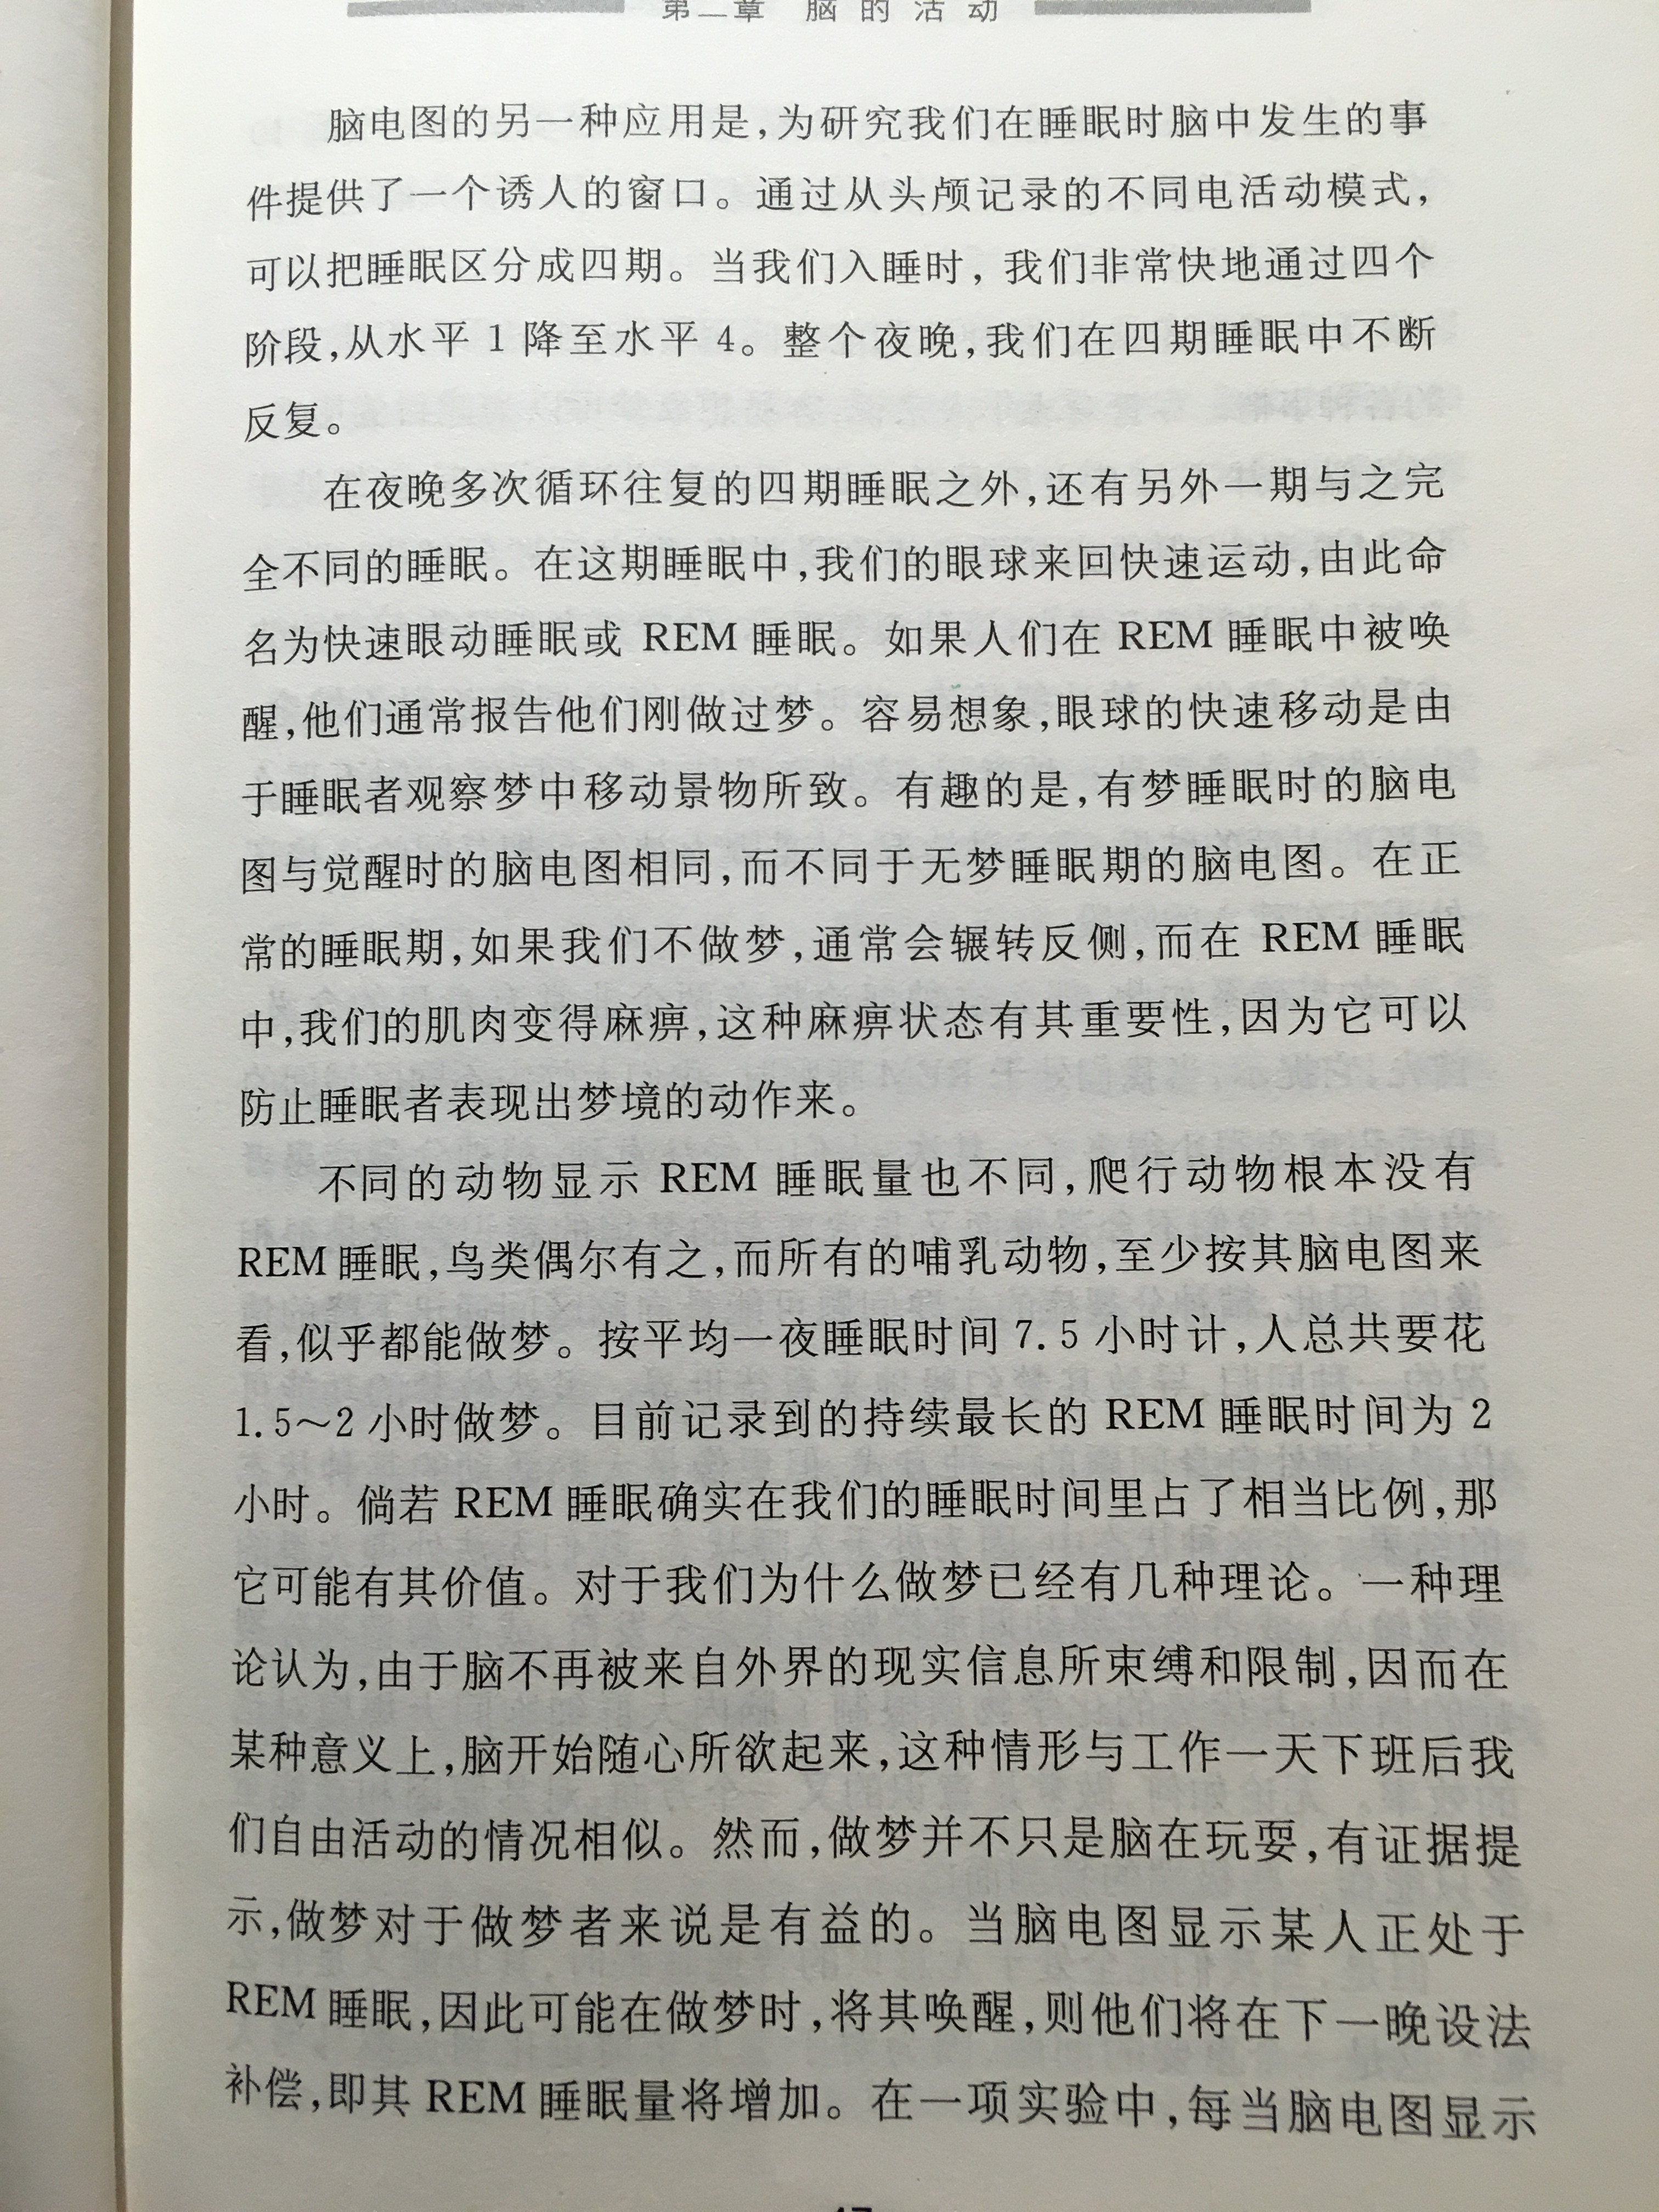 第二章 脑的活动
脑电图的另一种应用是,为研究我们在睡眠时脑中发生的事
件提供了一个诱人的窗口。通过从头颅记录的不同电活动模式,
可以把睡眠区分成四期。当我们入睡时,我们非常快地通过四个
阶段,从水平 1 降至水平 4。整个夜晚,我们在四期睡眠中不断
反复。
在夜晚多次循环往复的四期睡眠之外,还有另外一期与之完
全不同的睡眠。在这期睡眠中,我们的眼球来回快速运动,由此命
名为快速眼动睡眠或 REM 睡眠。如果人们在 REM 睡眠中被唤
醒,他们通常报告他们刚做过梦。容易想象,眼球的快速移动是由
于睡眠者观察梦中移动景物所致。有趣的是,有梦睡眠时的脑电
图与觉醒时的脑电图相同,而不同于无梦睡眠期的脑电图。在正
常的睡眠期,如果我们不做梦,通常会辗转反侧,而在 REM 睡眠
中,我们的肌肉变得麻痹,这种麻痹状态有其重要性,因为它可以
防止睡眠者表现出梦境的动作来。
不同的动物显示 REM 睡眠量也不同,爬行动物根本没有
REM 睡眠,鸟类偶尔有之,而所有的哺乳动物,至少按其脑电图来
看,似乎都能做梦。按平均一夜睡眠时间 7.5 小时计,人总共要花
1.5～2 小时做梦。目前记录到的持续最长的 REM 睡眠时间为 2
小时。倘若 REM 睡眠确实在我们的睡眠时间里占了相当比例,那
它可能有其价值。对于我们为什么做梦已经有几种理论。一种理
论认为,由于脑不再被来自外界的现实信息所束缚和限制,因而在
某种意义上,脑开始随心所欲起来,这种情形与工作一天下班后我
们自由活动的情况相似。然而,做梦并不只是脑在玩耍,有证据提
示,做梦对于做梦者来说是有益的。当脑电图显示某人正处于
REM 睡眠,因此可能在做梦时,将其唤醒,则他们将在下一晚设法
补偿,即其 REM 睡眠量将增加。在一项实验中,每当脑电图显示